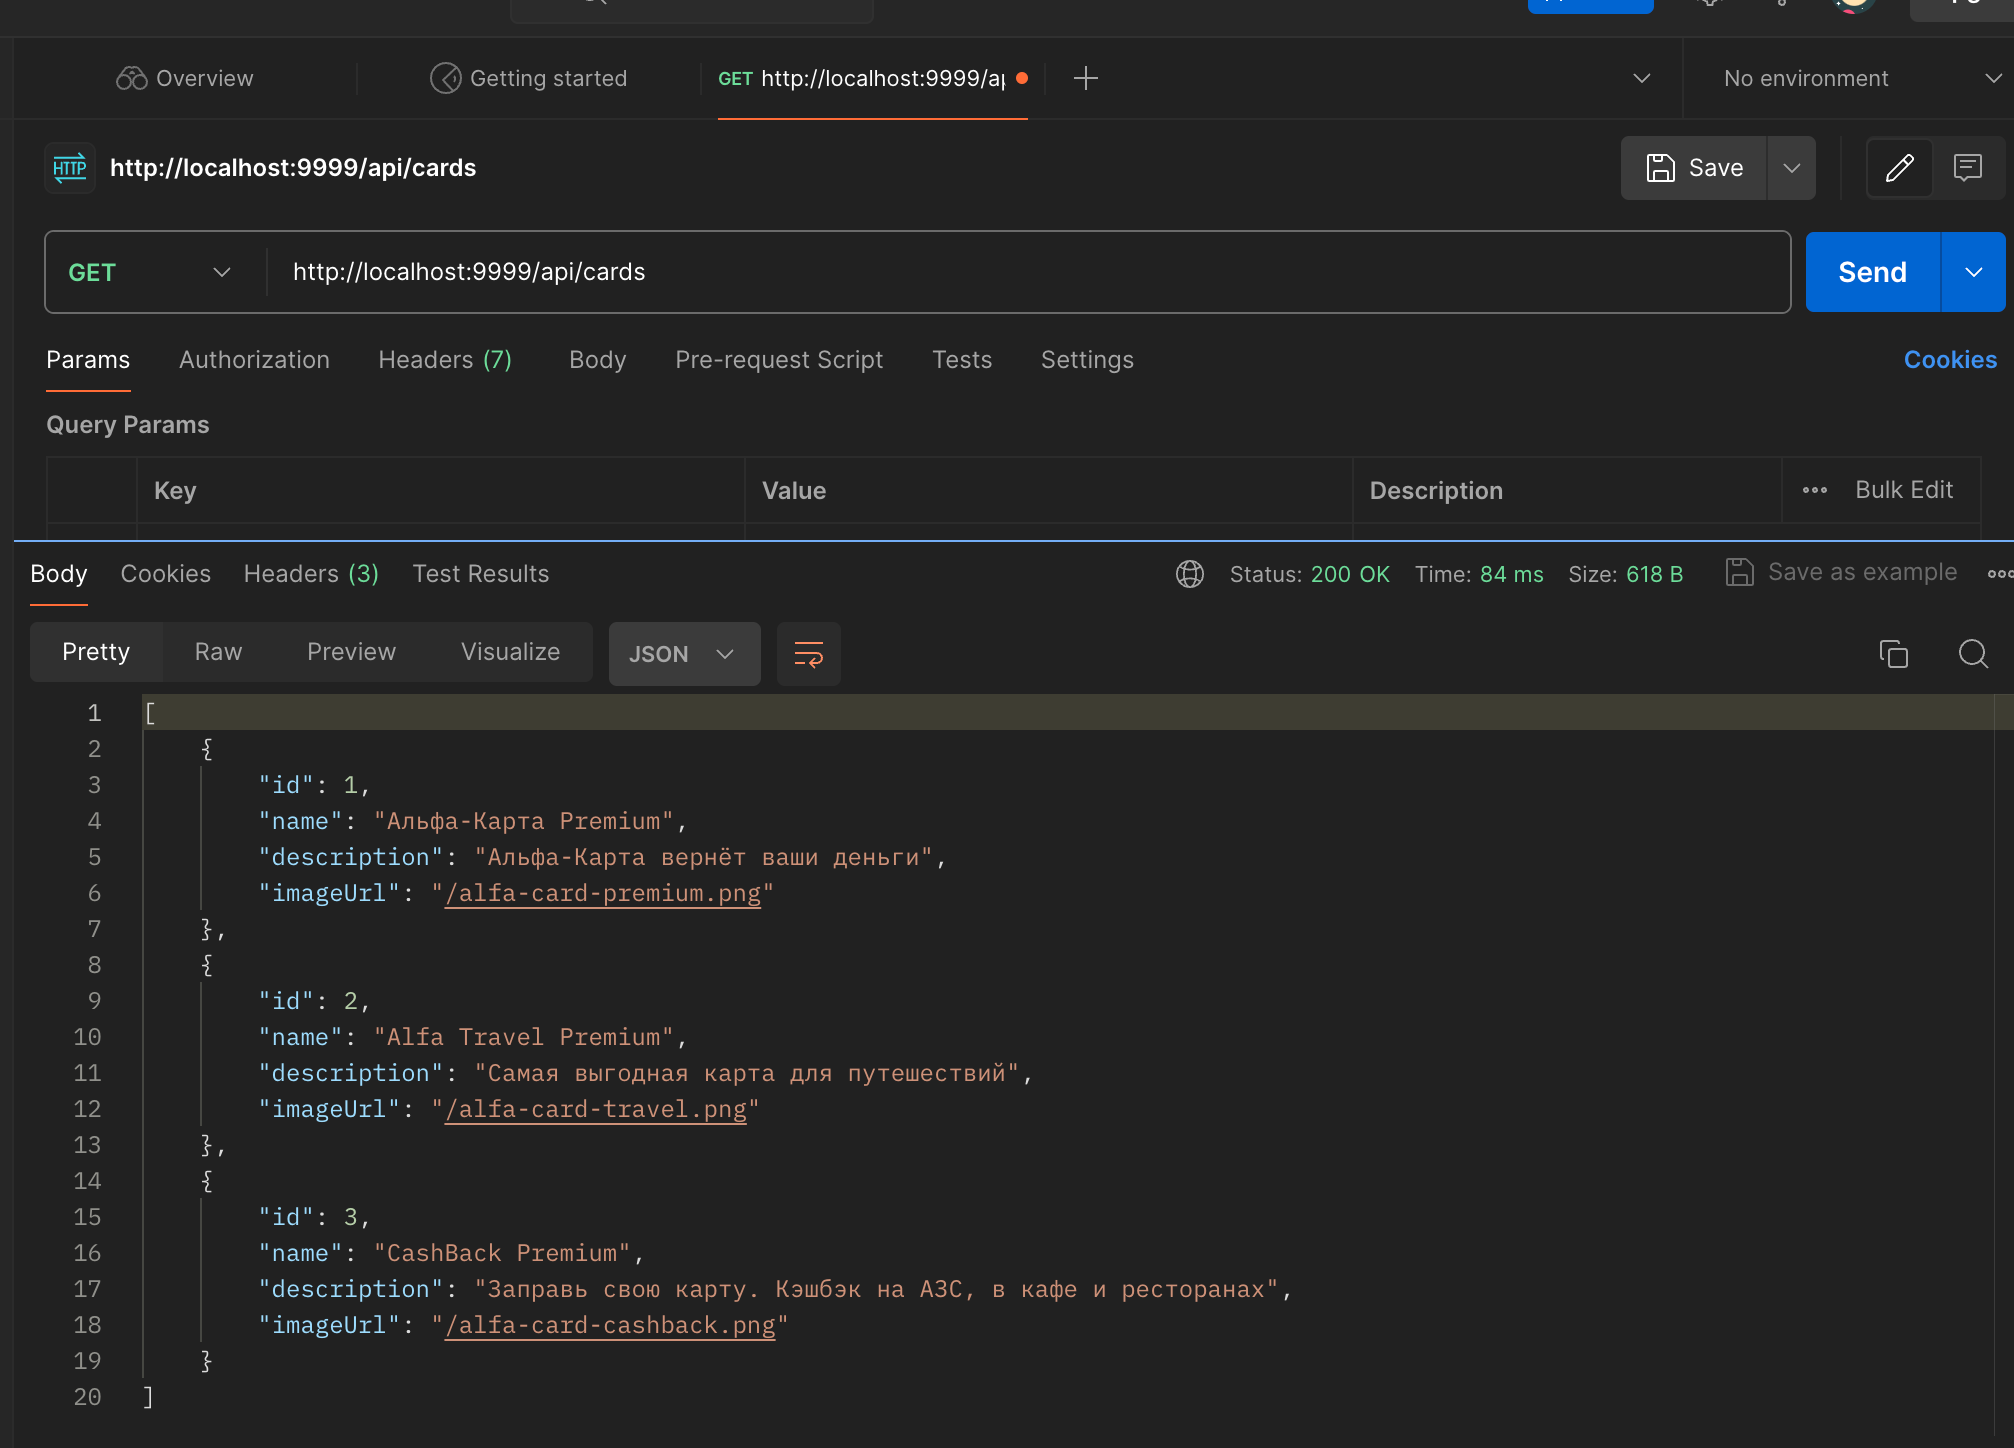 Overview
Getting started
GET http://localhost:9999/a
No environment
HTTP http://localhost:9999/api/cards
Save
GET http://localhost:9999/api/cards
Send
Params Authorization Headers (7) Body Pre-request Script Tests Settings Cookies
Query Params
Key Value Description Bulk Edit
Body Cookies Headers (3) Test Results Status: 200 OK Time: 84 ms Size: 618 B Save as example
Pretty Raw Preview Visualize JSON
1 [
2 {
3 "id": 1,
4 "name": "Альфа-Карта Premium",
5 "description": "Альфа-Карта вернёт ваши деньги",
6 "imageUrl": "/alfa-card-premium.png"
7 },
8 {
9 "id": 2,
10 "name": "Alfa Travel Premium",
11 "description": "Самая выгодная карта для путешествий",
12 "imageUrl": "/alfa-card-travel.png"
13 },
14 {
15 "id": 3,
16 "name": "CashBack Premium",
17 "description": "Заправь свою карту. Кэшбэк на АЗС, в кафе и ресторанах",
18 "imageUrl": "/alfa-card-cashback.png"
19 }
20 ]